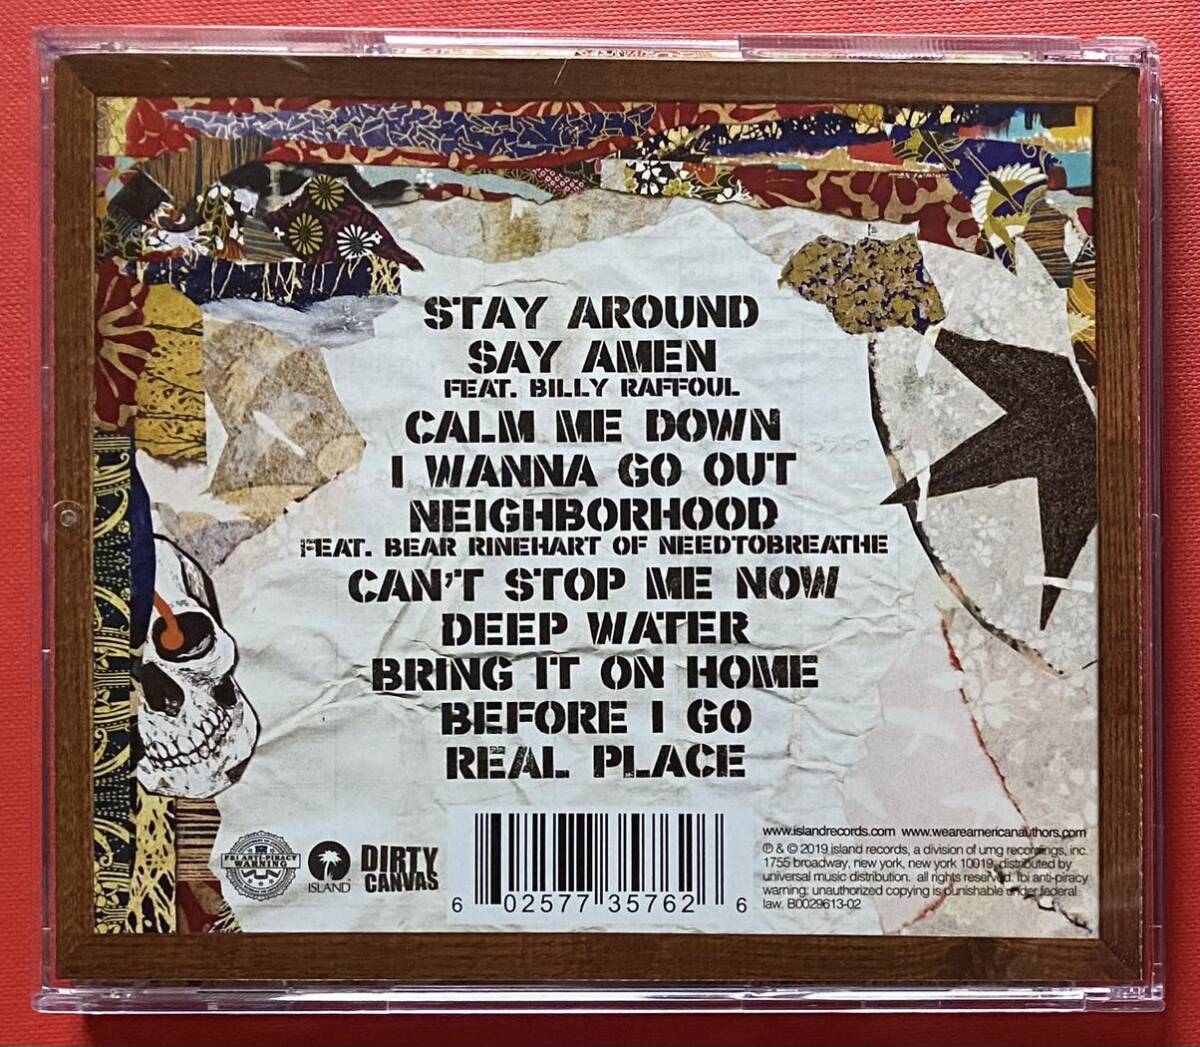 STAY AROUND
SAY AMEN
FEAT. BILLY RAFFOUL
CALM ME DOWN
I WANNA GO OUT
NEIGHBORHOOD
FEAT. BEAR RINEHART OF NEEDTOBREATHE
CAN'T STOP ME NOW
DEEP WATER
BRING IT ON HOME
BEFORE I GO
REAL PLACE
FBI ANTI-PIRACY
WARNING
ISLAND
DIRTY
CANVAS
6 02577 35762 6
www.islandrecords.com www.weareamericanauthors.com
℗ & © 2019 island records, a division of umg recordings, inc.
1755 broadway, new york, new york 10019, distributed by
universal music distribution. all rights reserved. fbi anti-piracy
warning: unauthorized copying is punishable under federal
law. B0029613-02